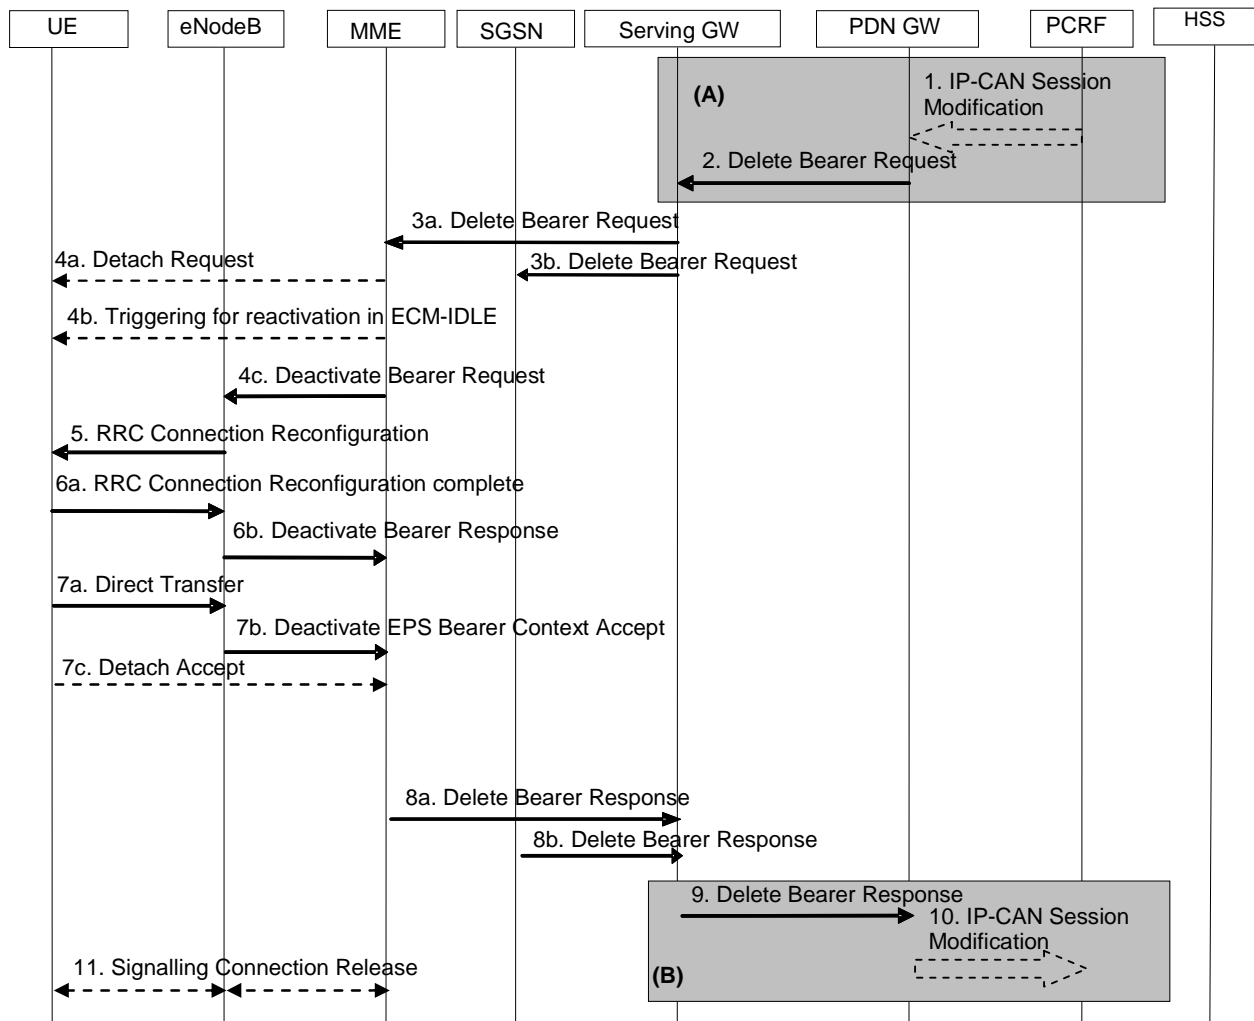 UE
eNodeB
MME
SGSN
Serving GW
PDN GW
PCRF
HSS
(A)
1. IP-CAN Session
Modification
2. Delete Bearer Request
3a. Delete Bearer Request
4a. Detach Request
3b. Delete Bearer Request
4b. Triggering for reactivation in ECM-IDLE
4c. Deactivate Bearer Request
5. RRC Connection Reconfiguration
6a. RRC Connection Reconfiguration complete
6b. Deactivate Bearer Response
7a. Direct Transfer
7b. Deactivate EPS Bearer Context Accept
7c. Detach Accept
8a. Delete Bearer Response
8b. Delete Bearer Response
9. Delete Bearer Response
10. IP-CAN Session
Modification
11. Signalling Connection Release
(B)